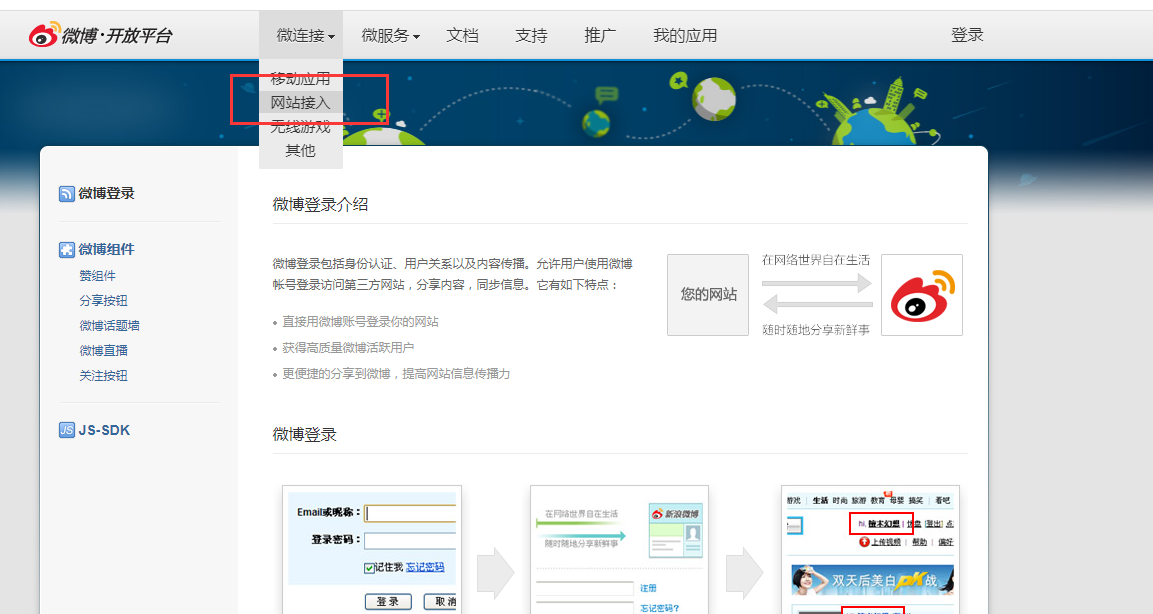 微博·开放平台
微连接 微服务 文档 支持 推广 我的应用 登录
移动应用
网站接入
无线游戏
其他
微博登录
微博组件
赞组件
分享按钮
微博话题墙
微博直播
关注按钮
JS JS-SDK
微博登录介绍
微博登录包括身份认证、用户关系以及内容传播。允许用户使用微博
帐号登录访问第三方网站，分享内容，同步信息。它有如下特点：
直接用微博账号登录你的网站
获得高质量微博活跃用户
更便捷的分享到微博，提高网站信息传播力
您的网站
在网络世界自在生活
随时随地分享新鲜事
微博登录
Email或昵称：
登录密码：
记住我 忘记密码
登 录 取 消
在网络世界自在生活
随时随地分享新鲜事
新浪微博
注册
忘记密码?
游戏 生活 时尚 旅游 教育 母婴 搞笑 看吧
hi, [登出]
上传视频 帮助 偏好
双天后美白pK战